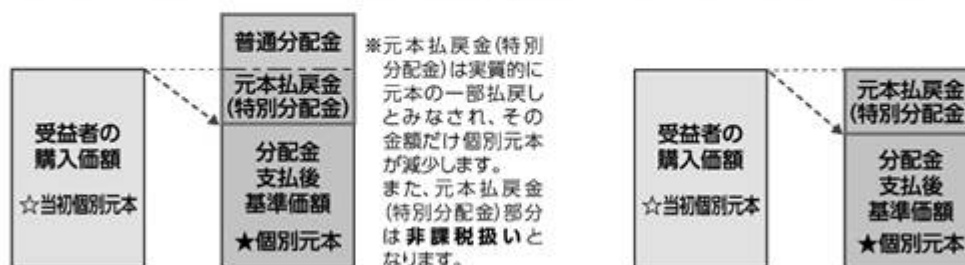 普通分配金
元本払戻金
(特別分配金)
受益者の
購入価額
☆当初個別元本
分配金
支払後
基準価額
★個別元本
※元本払戻金(特別
分配金)は実質的に
元本の一部払戻し
とみなされ、その
金額だけ個別元本
が減少します。
また、元本払戻金
(特別分配金)部分
は非課税扱いと
なります。
受益者の
購入価額
☆当初個別元本
元本払戻金
(特別分配金)
分配金
支払後
基準価額
★個別元本